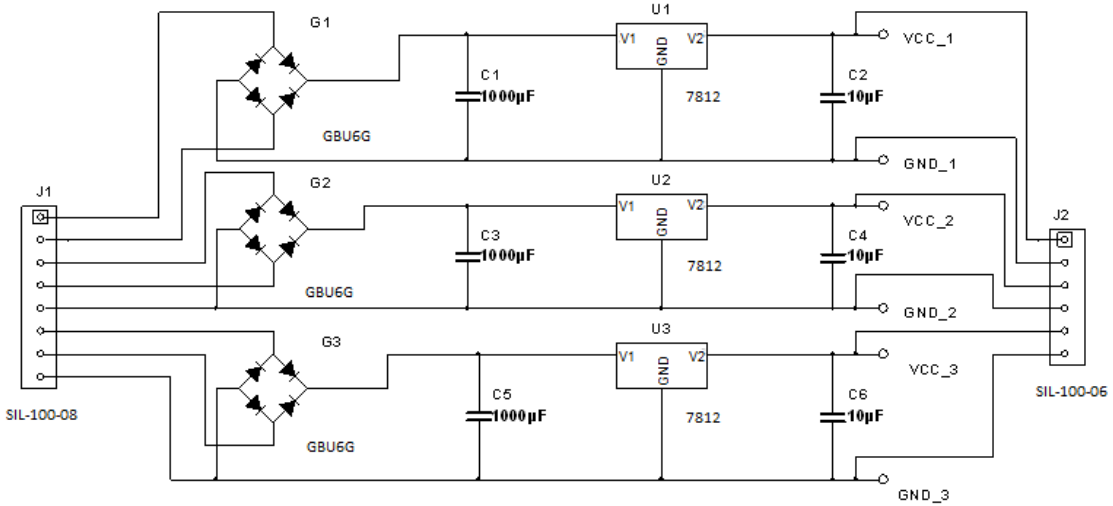 G1
U1
V1
V2
GND
VCC_1
C1
1000µF
C2
10µF
7812
GBU6G
GND_1
J1
G2
U2
V1
V2
GND
VCC_2
J2
C3
1000µF
C4
10µF
7812
GBU6G
GND_2
G3
U3
V1
V2
GND
VCC_3
C5
1000µF
C6
10µF
SIL-100-08
SIL-100-06
7812
GBU6G
GND_3